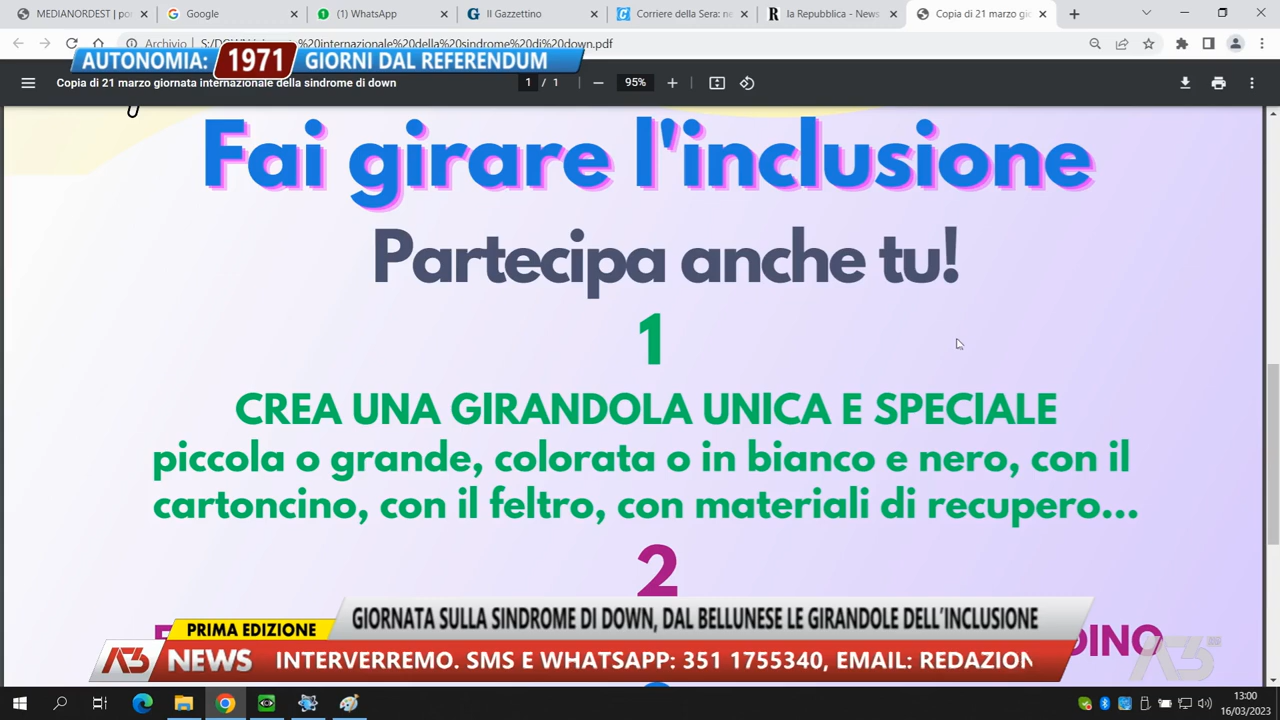 MEDIANORDEST | por
Google
(1) WhatsApp
Il Gazzettino
Corriere della Sera: ne
la Repubblica - News
Copia di 21 marzo gio
Archivio
%20internazionale%20della%20sindrome%20di%20down.pdf
AUTONOMIA: 1971 GIORNI DAL REFERENDUM
Copia di 21 marzo giornata internazionale della sindrome di down
1 / 1
95%
Fai girare l'inclusione
Partecipa anche tu!
1
CREA UNA GIRANDOLA UNICA E SPECIALE
piccola o grande, colorata o in bianco e nero, con il
cartoncino, con il feltro, con materiali di recupero...
2
GIORNATA SULLA SINDROME DI DOWN, DAL BELLUNESE LE GIRANDOLE DELL'INCLUSIONE
PRIMA EDIZIONE
DINO
A3 NEWS
INTERVERREMO. SMS E WHATSAPP: 351 1755340, EMAIL: REDAZION
13:00
16/03/2023